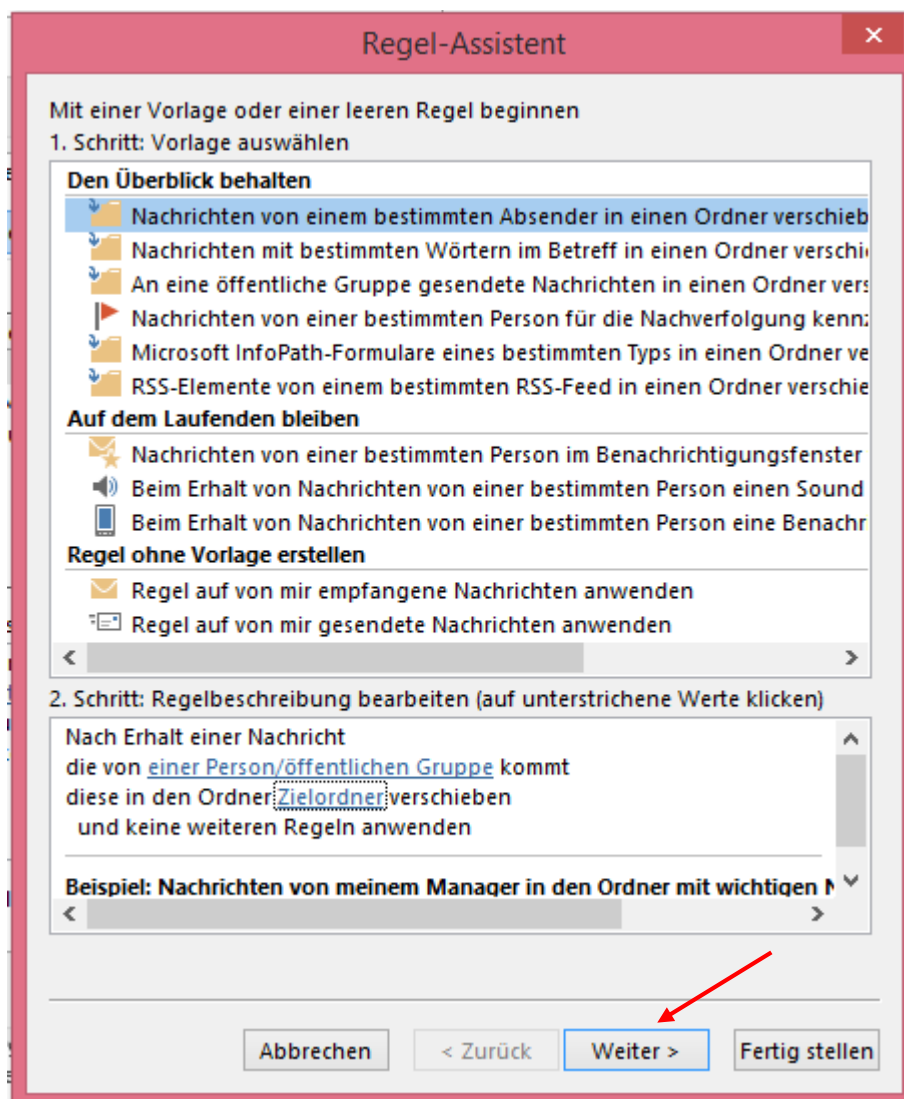 Regel-Assistent
Mit einer Vorlage oder einer leeren Regel beginnen
1. Schritt: Vorlage auswählen
Den Überblick behalten
Nachrichten von einem bestimmten Absender in einen Ordner verschieb
Nachrichten mit bestimmten Wörtern im Betreff in einen Ordner verschi
An eine öffentliche Gruppe gesendete Nachrichten in einen Ordner vers
Nachrichten von einer bestimmten Person für die Nachverfolgung kennz
Microsoft InfoPath-Formulare eines bestimmten Typs in einen Ordner ve
RSS-Elemente von einem bestimmten RSS-Feed in einen Ordner verschie
Auf dem Laufenden bleiben
Nachrichten von einer bestimmten Person im Benachrichtigungsfenster
Beim Erhalt von Nachrichten von einer bestimmten Person einen Sound
Beim Erhalt von Nachrichten von einer bestimmten Person eine Benachr
Regel ohne Vorlage erstellen
Regel auf von mir empfangene Nachrichten anwenden
Regel auf von mir gesendete Nachrichten anwenden
2. Schritt: Regelbeschreibung bearbeiten (auf unterstrichene Werte klicken)
Nach Erhalt einer Nachricht
die von einer Person/öffentlichen Gruppe kommt
diese in den Ordner Zielordner verschieben
und keine weiteren Regeln anwenden
Beispiel: Nachrichten von meinem Manager in den Ordner mit wichtigen N
Abbrechen < Zurück Weiter > Fertig stellen